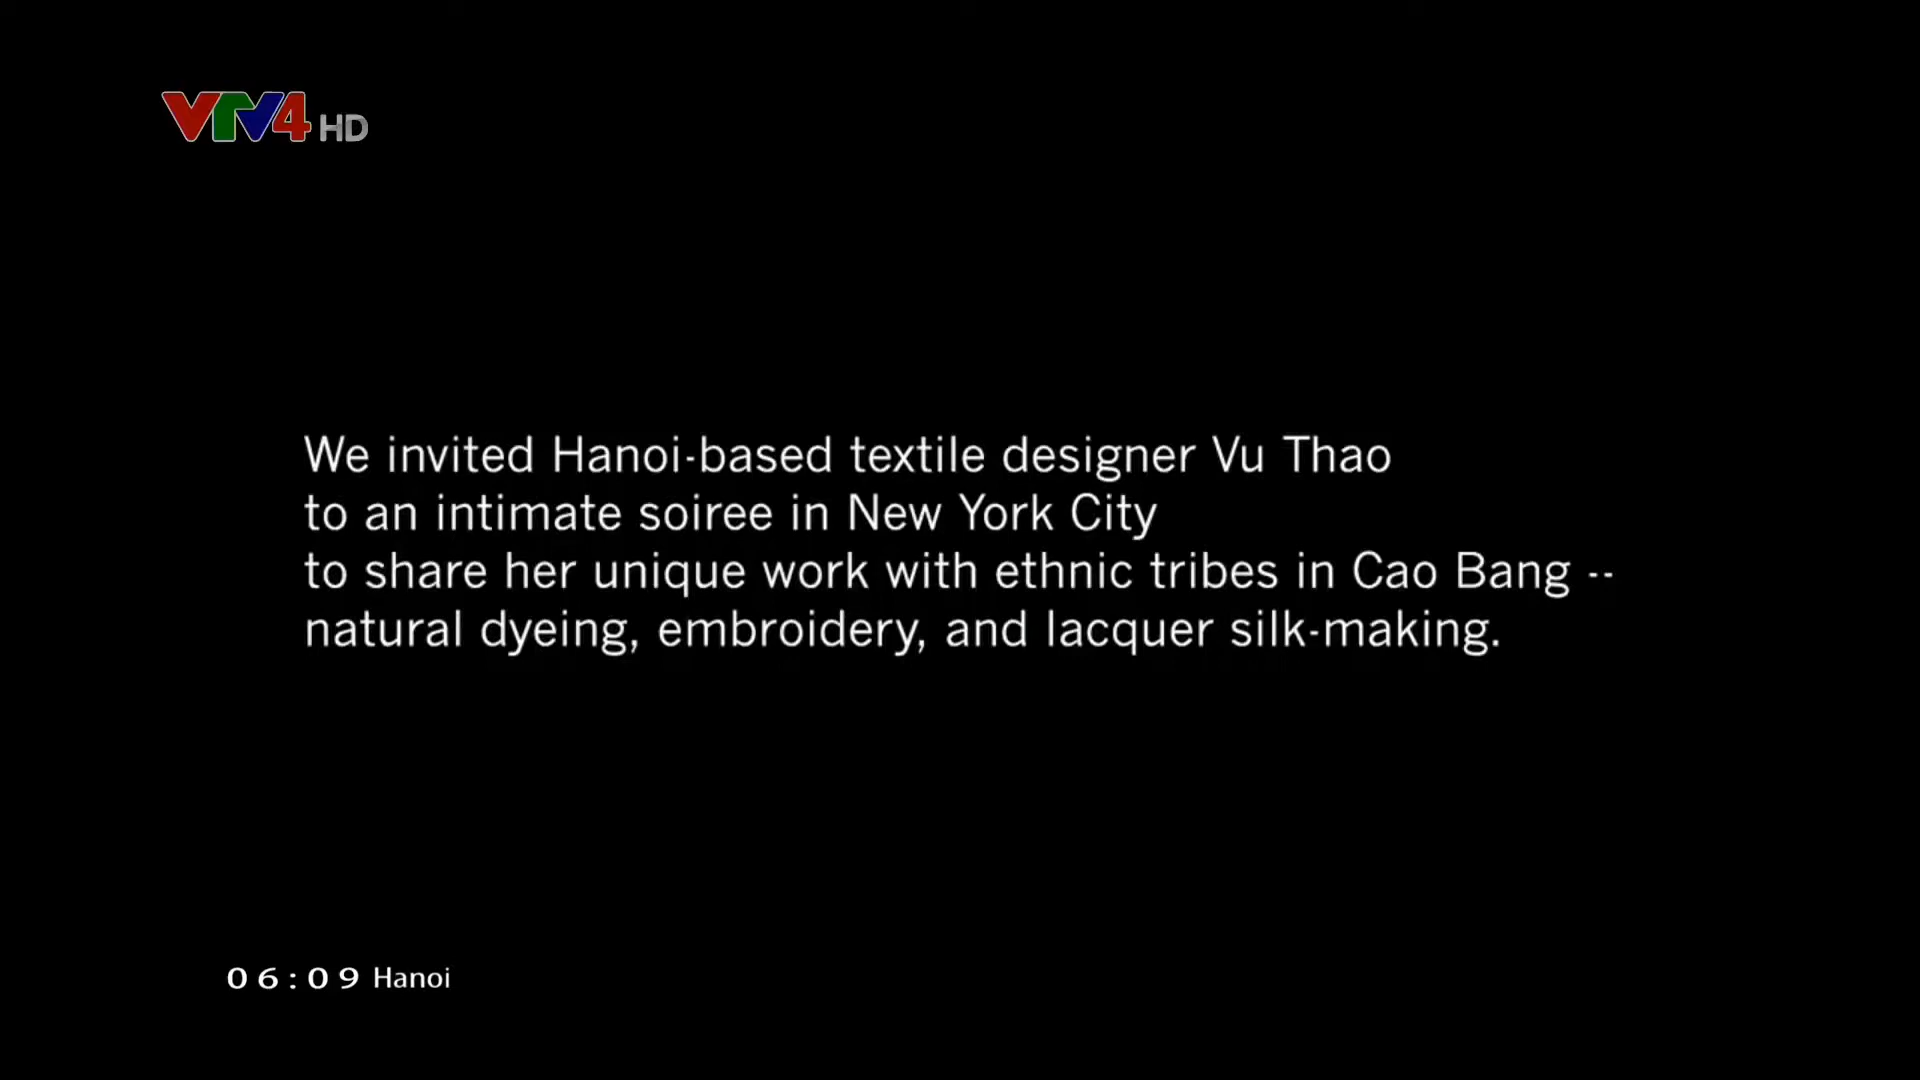 VTV4 HD
We invited Hanoi-based textile designer Vu Thao
to an intimate soiree in New York City
to share her unique work with ethnic tribes in Cao Bang --
natural dyeing, embroidery, and lacquer silk-making.
06:09 Hanoi